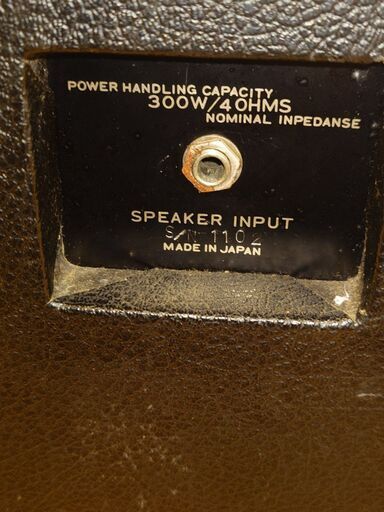 POWER HANDLING CAPACITY
300W/4OHMS
NOMINAL INPEDANSE
SPEAKER INPUT
S/N 1102
MADE IN JAPAN